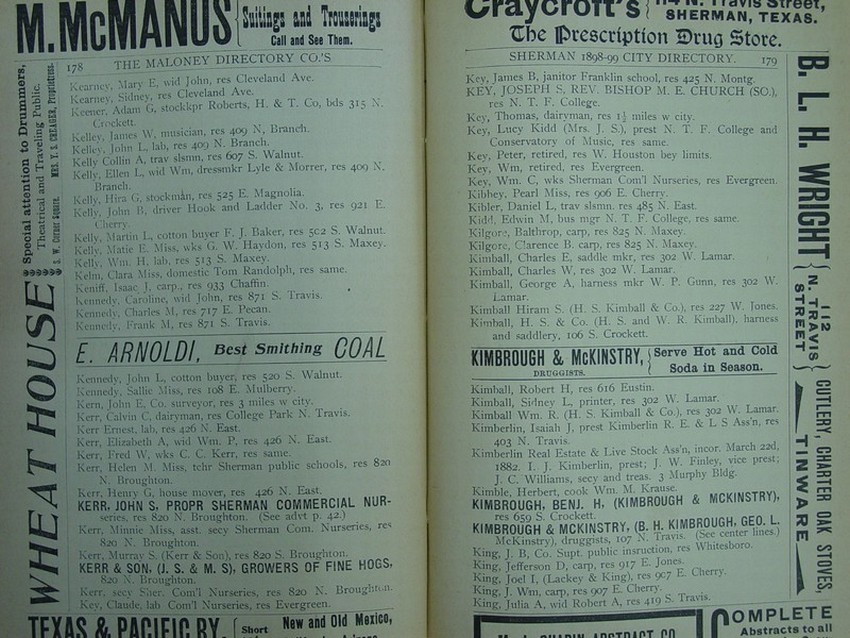 M. McMANUS { Suitings and Trouserings
Call and See Them.
178 THE MALONEY DIRECTORY CO.'S
Kearney, Mary E, wid John, res Cleveland Ave.
Kearney, Sidney, res Cleveland Ave.
Keener, Adam G, stockkpr Roberts, H. & T. Co, bds 315 N.
Crockett.
Kelley, James W, musician, res 409 N, Branch.
Kelley, John L, lab, res 409 N. Branch.
Kelly Collin A, trav slsmn, res 607 S. Walnut.
Kelly, Ellen L, wid Wm, dressmkr Lyle & Morrer, res 409 N.
Branch.
Kelly, Hira G, stockman, res 525 E. Magnolia.
Kelly, John B, driver Hook and Ladder No. 3, res 921 E.
Cherry.
Kelly, Martin L, cotton buyer F. J. Baker, res 502 S. Walnut.
Kelly, Matie E. Miss, wks G. W. Haydon, res 513 S. Maxey.
Kelly, Wm. H. lab, res 513 S. Maxey.
Kelm, Clara Miss, domestic Tom Randolph, res same.
Keniff, Isaac J, carp., res 933 Chaffin.
Kennedy, Caroline, wid John, res 871 S. Travis.
Kennedy, Charles M, res 717 E. Pecan.
Kennedy, Frank M, res 871 S. Travis.
E. ARNOLDI, Best Smithing COAL
Kennedy, John L, cotton buyer, res 520 S. Walnut.
Kennedy, Sallie Miss, res 108 E. Mulberry.
Kern, John E, Co. surveyor, res 3 miles w city.
Kerr, Calvin C, dairyman, res College Park N. Travis.
Kerr Ernest, lab, res 426 N. East.
Kerr, Elizabeth A, wid Wm. P, res 426 N. East.
Kerr, Fred W, wks C. C. Kerr, res same.
Kerr, Helen M. Miss, tchr Sherman public schools, res 820
N. Broughton.
Kerr, Henry G, house mover, res 426 N. East.
KERR, JOHN S, PROPR SHERMAN COMMERCIAL NUR-
series, res 820 N. Broughton. (See advt p. 42.)
Kerr, Minnie Miss, asst. secy Sherman Com. Nurseries, res
820 N. Broughton.
Kerr, Murray S. (Kerr & Son), res 820 S. Broughton.
KERR & SON, (J. S. & M. S), GROWERS OF FINE HOGS,
820 N. Broughton.
Kerr, secy Sher. Com'l Nurseries, res 820 N. Broughton.
Key, Claude, lab Com'l Nurseries, res Evergreen.
TEXAS & PACIFIC RY. { Short New and Old Mexico,
WHEAT HOUSE
Special attention to Drummers,
Theatrical and Traveling Public.
S. W. Corner Square. MRS. Y. S. CREAGER, Proprietress.
Craycroft's { 114 N. Travis Street,
SHERMAN, TEXAS.
The Prescription Drug Store.
SHERMAN 1898-99 CITY DIRECTORY. 179
Key, James B, janitor Franklin school, res 425 N. Montg.
KEY, JOSEPH S, REV. BISHOP M. E. CHURCH (SO.),
res N. T. F. College.
Key, Thomas, dairyman, res 1½ miles w city.
Key, Lucy Kidd (Mrs. J. S.), prest N. T. F. College and
Conservatory of Music, res same.
Key, Peter, retired, res W. Houston bey limits.
Key, Wm, retired, res Evergreen.
Key, Wm. C, wks Sherman Com'l Nurseries, res Evergreen.
Kibbey, Pearl Miss, res 906 E. Cherry.
Kibler, Daniel L, trav slsmn. res 485 N. East.
Kidd, Edwin M, bus mgr N. T. F. College, res same.
Kilgore, Balthrop, carp, res 825 N. Maxey.
Kilgore, Clarence B. carp, res 825 N. Maxey.
Kimball, Charles E, saddle mkr, res 302 W. Lamar.
Kimball, Charles W, res 302 W. Lamar.
Kimball, George A, harness mkr W. P. Gunn, res 302 W.
Lamar.
Kimball Hiram S. (H. S. Kimball & Co.), res 227 W. Jones.
Kimball, H. S. & Co. (H. S. and W. R. Kimball), harness
and saddlery, 106 S. Crockett.
KIMBROUGH & McKINSTRY, DRUGGISTS. { Serve Hot and Cold
Soda in Season.
Kimball, Robert H, res 616 Eustin.
Kimball, Sidney L, printer, res 302 W. Lamar.
Kimball Wm. R. (H. S. Kimball & Co.), res 302 W. Lamar.
Kimberlin, Isaiah J, prest Kimberlin R. E. & L S Ass'n, res
403 N. Travis.
Kimberlin Real Estate & Live Stock Ass'n, incor. March 22d,
1882. I. J. Kimberlin, prest; J. W. Finley, vice prest;
J. C. Williams, secy and treas. 3 Murphy Bldg.
Kimble, Herbert, cook Wm. M. Krause.
KIMBROUGH, BENJ. H, (KIMBROUGH & McKINSTRY),
res 659 S. Crockett.
KIMBROUGH & McKINSTRY, (B. H. KIMBROUGH, GEO. L.
McKinstry), druggists, 107 N. Travis. (See center lines.)
King, J. B, Co. Supt. public insruction, res Whitesboro.
King, Jefferson D, carp, res 917 E. Jones.
King, Joel I, (Lackey & King), res 907 E. Cherry.
King, J. Wm, carp, res 907 E. Cherry.
King, Julia A, wid Robert A, res 419 S. Travis.
COMPLETE
Abstracts to all
B. L. H. WRIGHT { 112 N. TRAVIS STREET }
CUTLERY, CHARTER OAK STOVES,
TINWARE